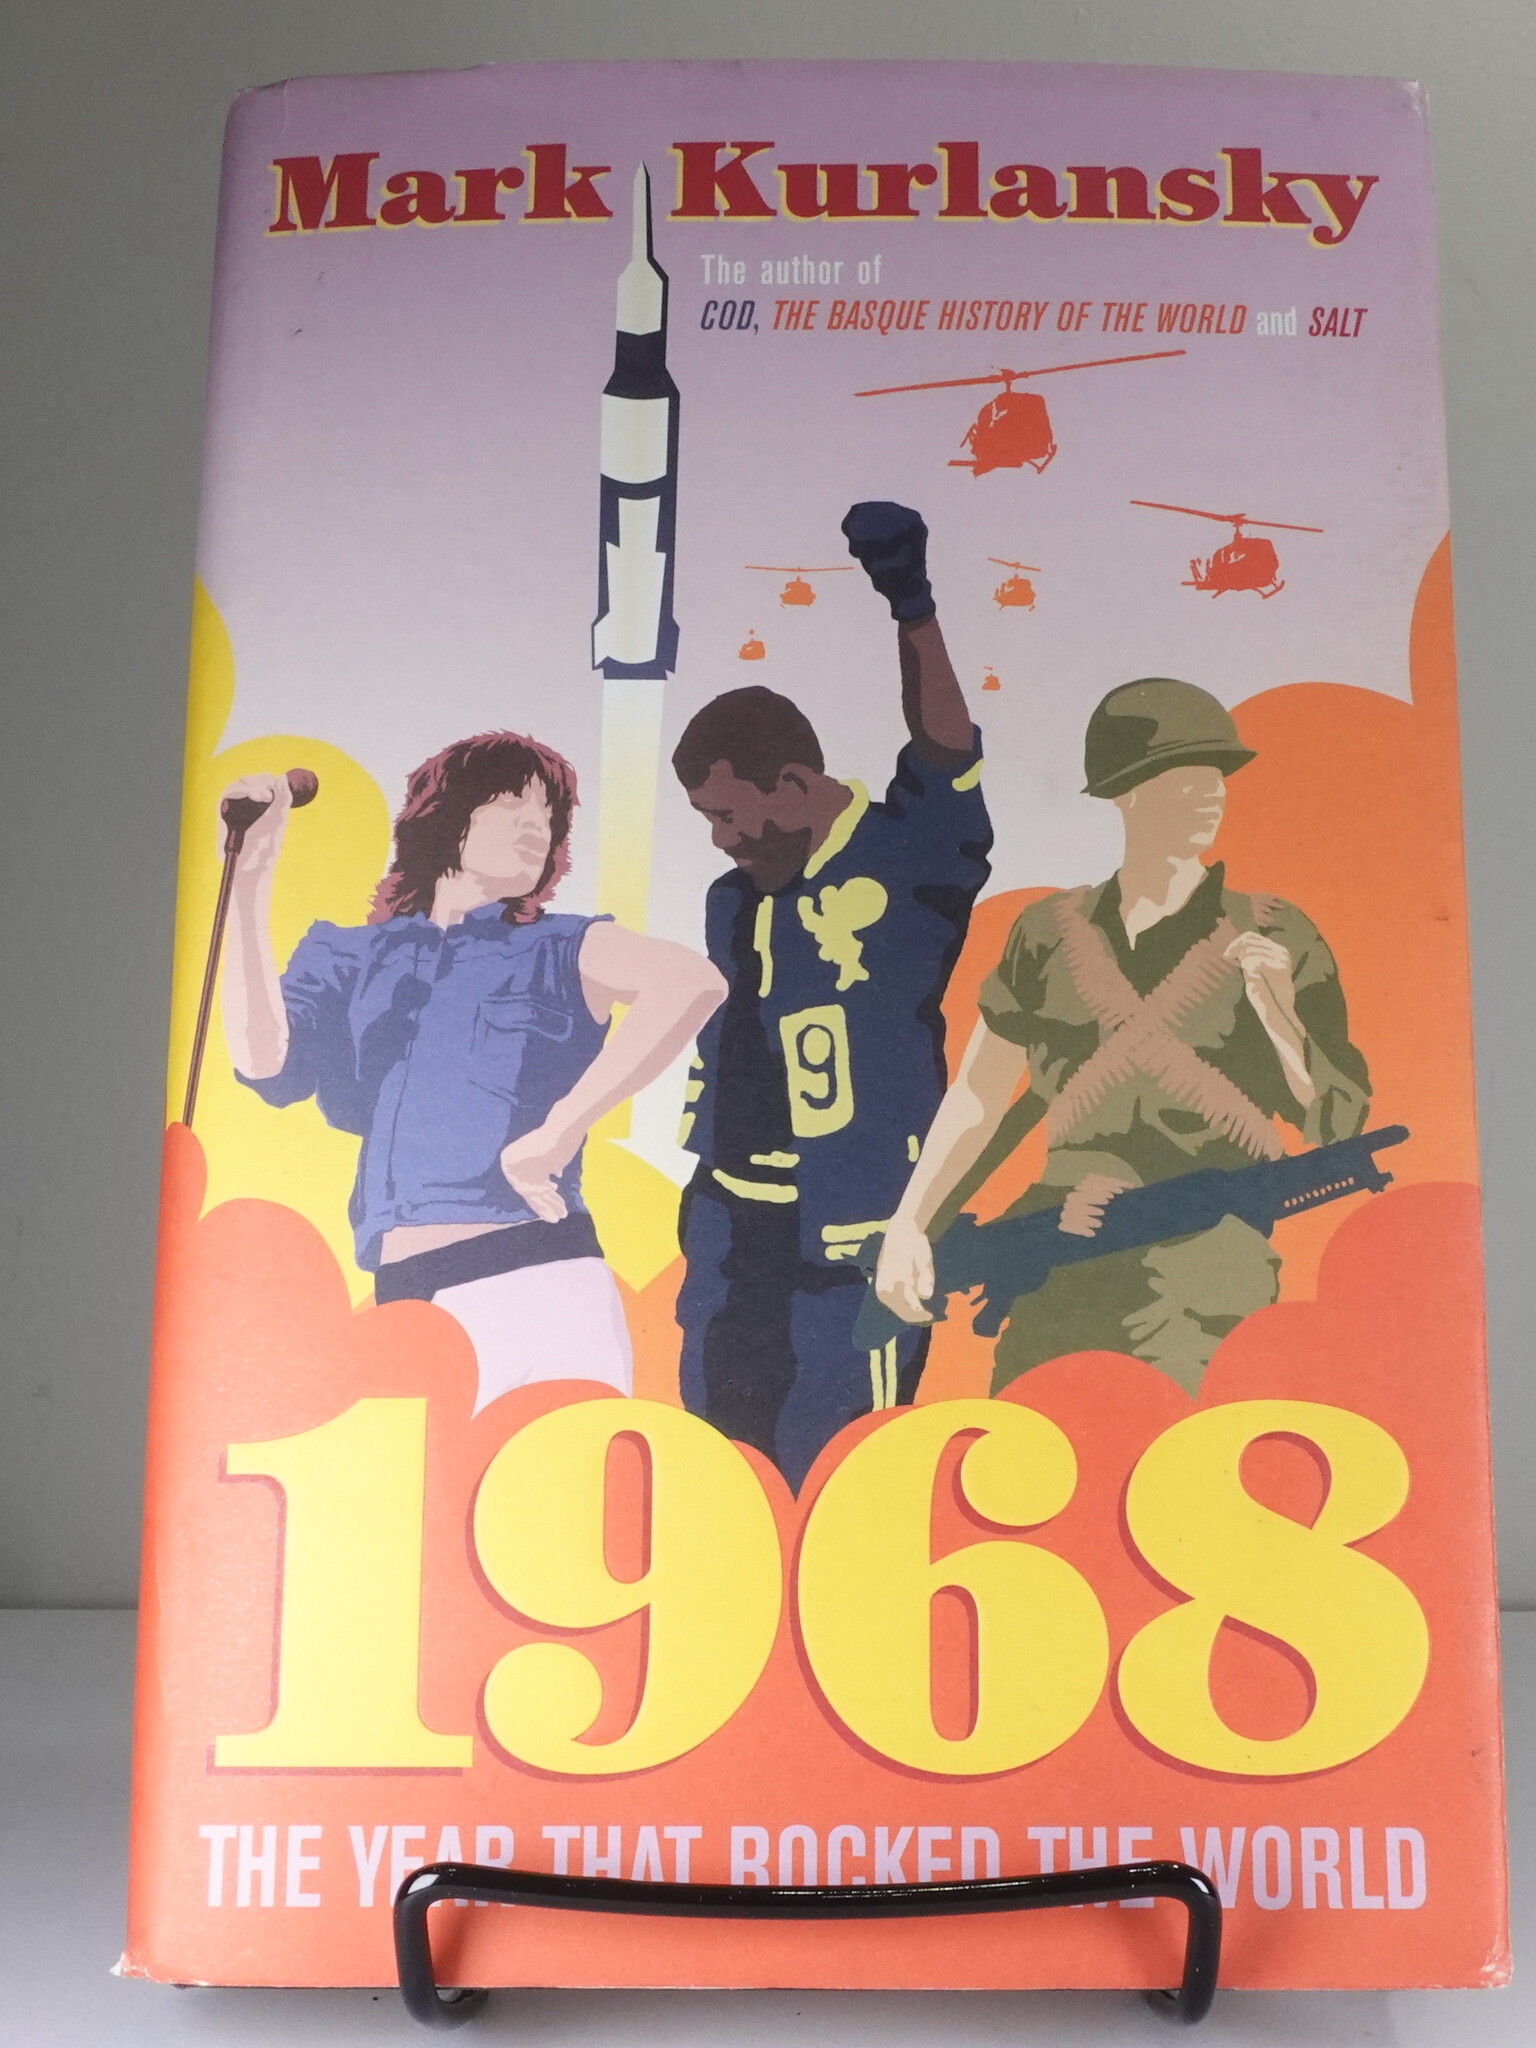 Mark Kurlansky
The author of
COD, THE BASQUE HISTORY OF THE WORLD and SALT
9
1968
THE YEAR THAT ROCKED THE WORLD